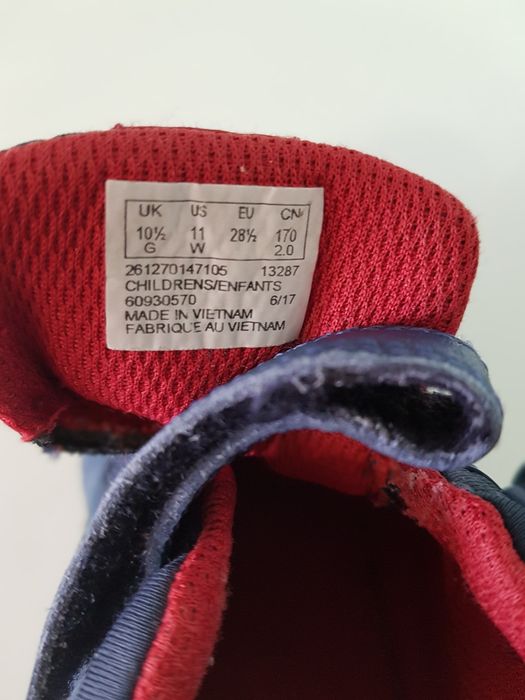 UK US EU CN
10½ 11 28½ 170
G W 2.0
261270147105 13287
CHILDRENS/ENFANTS
60930570 6/17
MADE IN VIETNAM
FABRIQUE AU VIETNAM